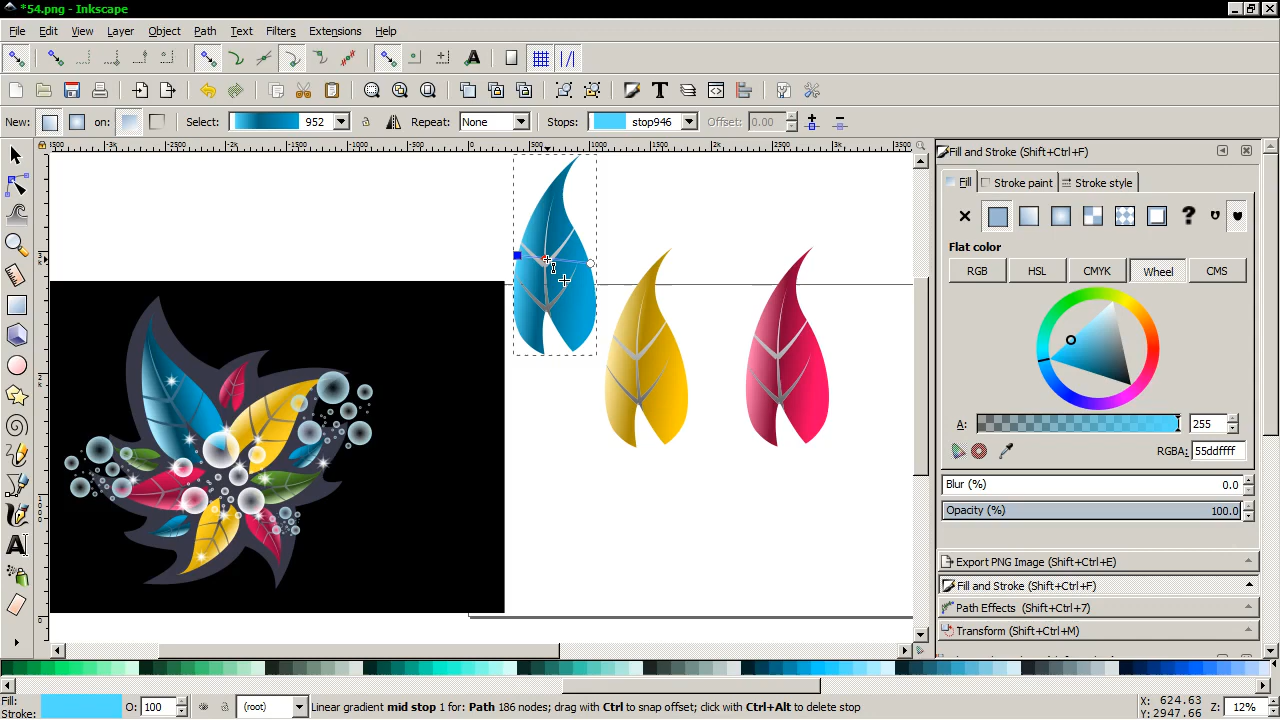 *54.png - Inkscape
File Edit View Layer Object Path Text Filters Extensions Help
New: on: Select: 952 Repeat: None Stops: stop946 Offset: 0.00
Fill and Stroke (Shift+Ctrl+F)
Fill Stroke paint Stroke style
Flat color
RGB HSL CMYK Wheel CMS
A: 255
RGBA: 55ddffff
Blur (%) 0.0
Opacity (%) 100.0
Export PNG Image (Shift+Ctrl+E)
Fill and Stroke (Shift+Ctrl+F)
Path Effects (Shift+Ctrl+7)
Transform (Shift+Ctrl+M)
Fill:
Stroke:
O: 100
(root)
Linear gradient mid stop 1 for: Path 186 nodes; drag with Ctrl to snap offset; click with Ctrl+Alt to delete stop
X: 624.63
Y: 2947.66
Z: 12%